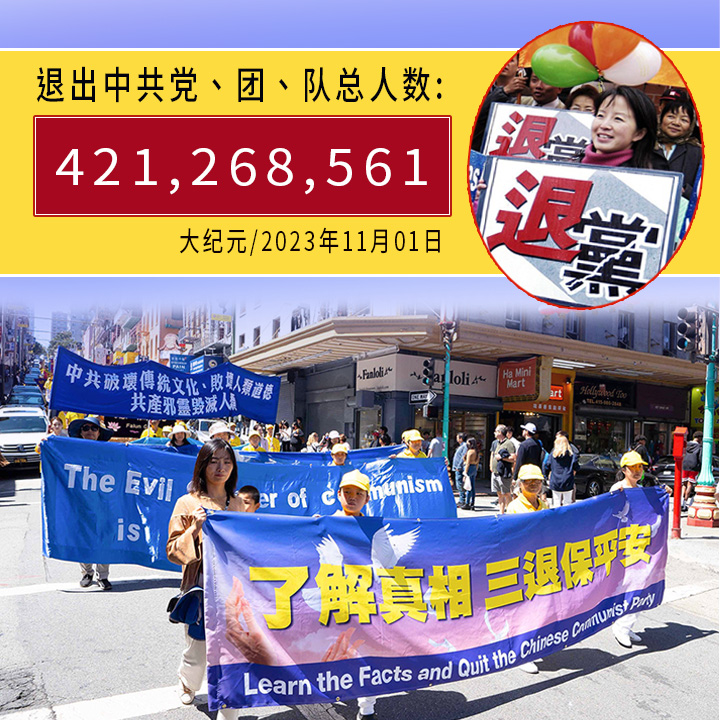 退出中共党、团、队总人数:
421,268,561
大纪元/2023年11月01日
退
黨
退黨
中共破壞傳統文化，敗壞人類道德
共產邪靈毀滅人
The Evil er of communism
is
Fanloli
Fanloli
Ha Mini
Mart
Hollywood Too
ONE WAY
了解真相 三退保平安
Learn the Facts and Quit the Chinese Communist Party